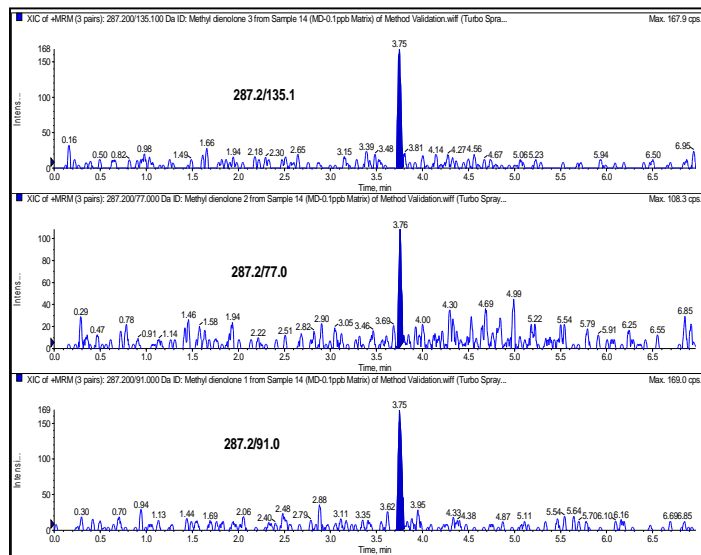 XIC of +MRM (3 pairs): 287.200/135.100 Da ID: Methyl dienolone 3 from Sample 14 (MD-0.1ppb Matrix) of Method Validation.wiff (Turbo Spra... Max. 167.9 cps.
168
3.75
150
287.2/135.1
100
Intens...
50
0.16 0.50 0.82 0.98 1.49 1.66 1.94 2.18 2.30 2.65 3.15 3.39 3.48 3.81 4.14 4.27 4.56 4.67 5.06 5.23 5.94 6.50 6.95
0
0.0 0.5 1.0 1.5 2.0 2.5 3.0 3.5 4.0 4.5 5.0 5.5 6.0 6.5
Time, min
XIC of +MRM (3 pairs): 287.200/77.000 Da ID: Methyl dienolone 2 from Sample 14 (MD-0.1ppb Matrix) of Method Validation.wiff (Turbo Spray... Max. 108.3 cps.
3.76
100
80
287.2/77.0
60
Intens...
40
20
0.29 0.47 0.78 0.91 1.14 1.46 1.58 1.94 2.22 2.51 2.82 2.90 3.05 3.46 3.69 4.00 4.30 4.69 4.99 5.22 5.54 5.79 5.91 6.25 6.55 6.85
0
0.0 0.5 1.0 1.5 2.0 2.5 3.0 3.5 4.0 4.5 5.0 5.5 6.0 6.5
Time, min
XIC of +MRM (3 pairs): 287.200/91.000 Da ID: Methyl dienolone 1 from Sample 14 (MD-0.1ppb Matrix) of Method Validation.wiff (Turbo Spray... Max. 169.0 cps.
169
3.75
150
287.2/91.0
100
Intensi...
50
0.30 0.70 0.94 1.13 1.44 1.69 2.06 2.40 2.48 2.79 2.88 3.11 3.35 3.62 3.95 4.33 4.38 4.87 5.11 5.54 5.64 5.70 6.10 6.16 6.69 6.85
0
0.0 0.5 1.0 1.5 2.0 2.5 3.0 3.5 4.0 4.5 5.0 5.5 6.0 6.5
Time, min